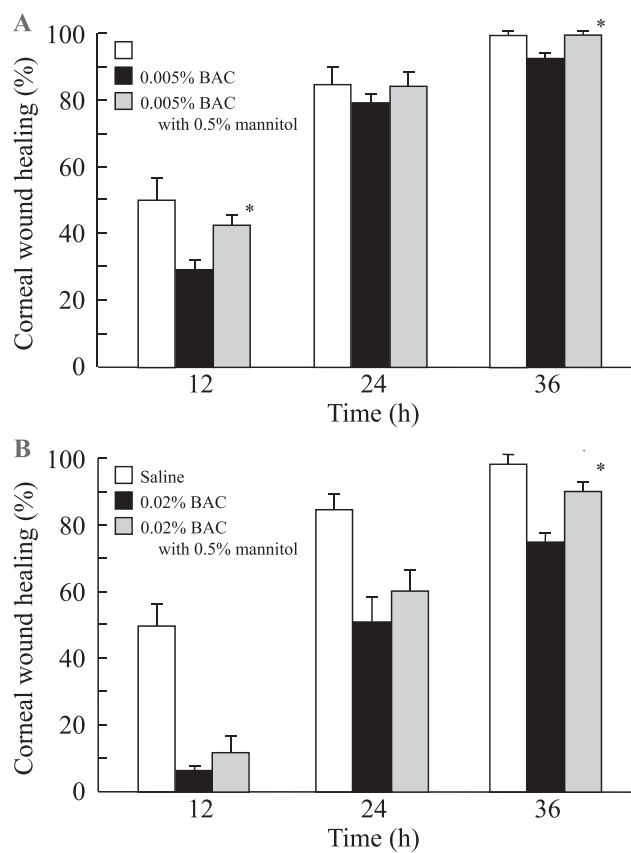 A
Corneal wound healing (%)
100
80
60
40
20
0
0.005% BAC
0.005% BAC
with 0.5% mannitol
*
*
12 24 36
Time (h)
B
Corneal wound healing (%)
100
80
60
40
20
0
Saline
0.02% BAC
0.02% BAC
with 0.5% mannitol
*
12 24 36
Time (h)